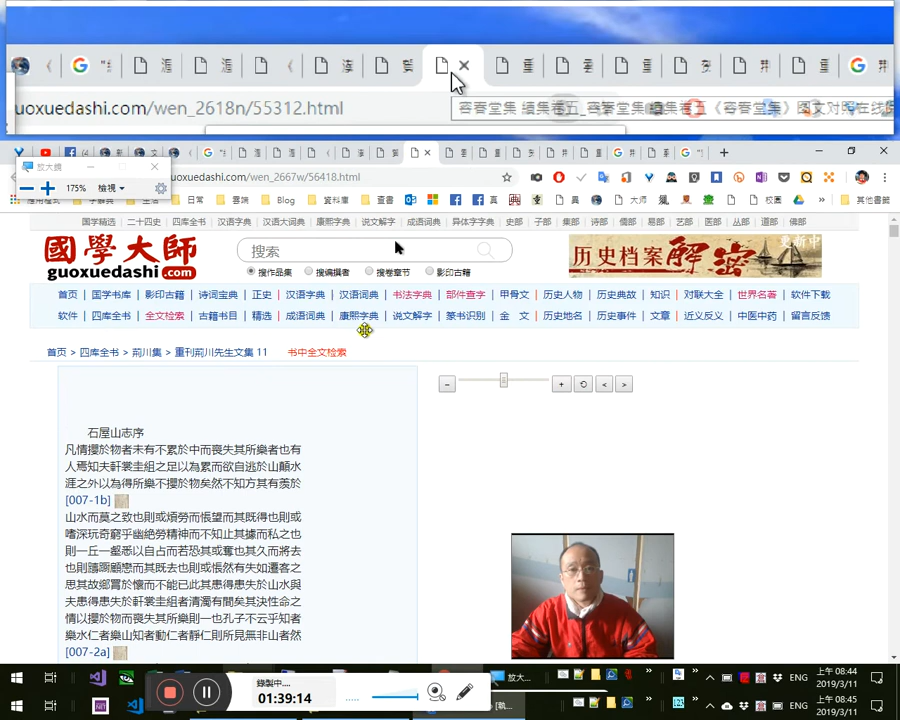 uoxuedashi.com/wen_2618n/55312.html
容春堂集 續集卷五_容春堂集續集卷五《容春堂集》图文对照在线阅
放大鏡
175%
檢視
uoxuedashi.com/wen_2667w/56418.html
日常
雲端
Blog
資料庫
查書
真
大师
校園
其他書籤
国学精选
二十四史
四库全书
汉语字典
汉语大词典
康熙字典
说文解字
成语词典
异体字字典
史部
子部
集部
诗部
儒部
易部
艺部
医部
丛部
道部
佛部
國學大師
guoxuedashi.com
搜索
搜作品集
搜编撰者
搜卷章节
影印古籍
历史档案解密
更新中
首页 | 国学书库 | 影印古籍 | 诗词宝典 | 正史 | 汉语字典 | 汉语词典 | 书法字典 | 部件查字 | 甲骨文 | 历史人物 | 历史典故 | 知识 | 对联大全 | 世界名著 | 软件下载
软件 | 四库全书 | 全文检索 | 古籍书目 | 精选 | 成语词典 | 康熙字典 | 说文解字 | 篆书识别 | 金 文 | 历史地名 | 历史事件 | 文章 | 近义反义 | 中医中药 | 留言反馈
首页 > 四库全书 > 荊川集 > 重刊荊川先生文集 11
书中全文检索
石屋山志序
凡情攖於物者未有不累於中而喪失其所樂者也有
人焉知夫軒裳圭組之足以為累而欲自逃於山巔水
涯之外以為得所樂不攖於物矣然不知方其有羨於
[007-1b]
山水而莫之致也則或煩勞而悵望而其既得也則或
嗜深玩奇窮乎幽絶勞精神而不知止其據而私之也
則一丘一壑悉以自占而若恐其或奪也其久而將去
也則躊躕顧戀而其既去也則或悵然有失如遷客之
思其故鄉罥於懷而不能已此其患得患失於山水與
夫患得患失於軒裳圭組者清濁有間矣其決性命之
情以攖於物而喪失其所樂則一也孔子不云乎知者
樂水仁者樂山知者動仁者靜仁則所見無非山者然
[007-2a]
錄製中....
01:39:14
放大...
ENG
上午 08:44
2019/3/11
ENG
上午 08:45
2019/3/11